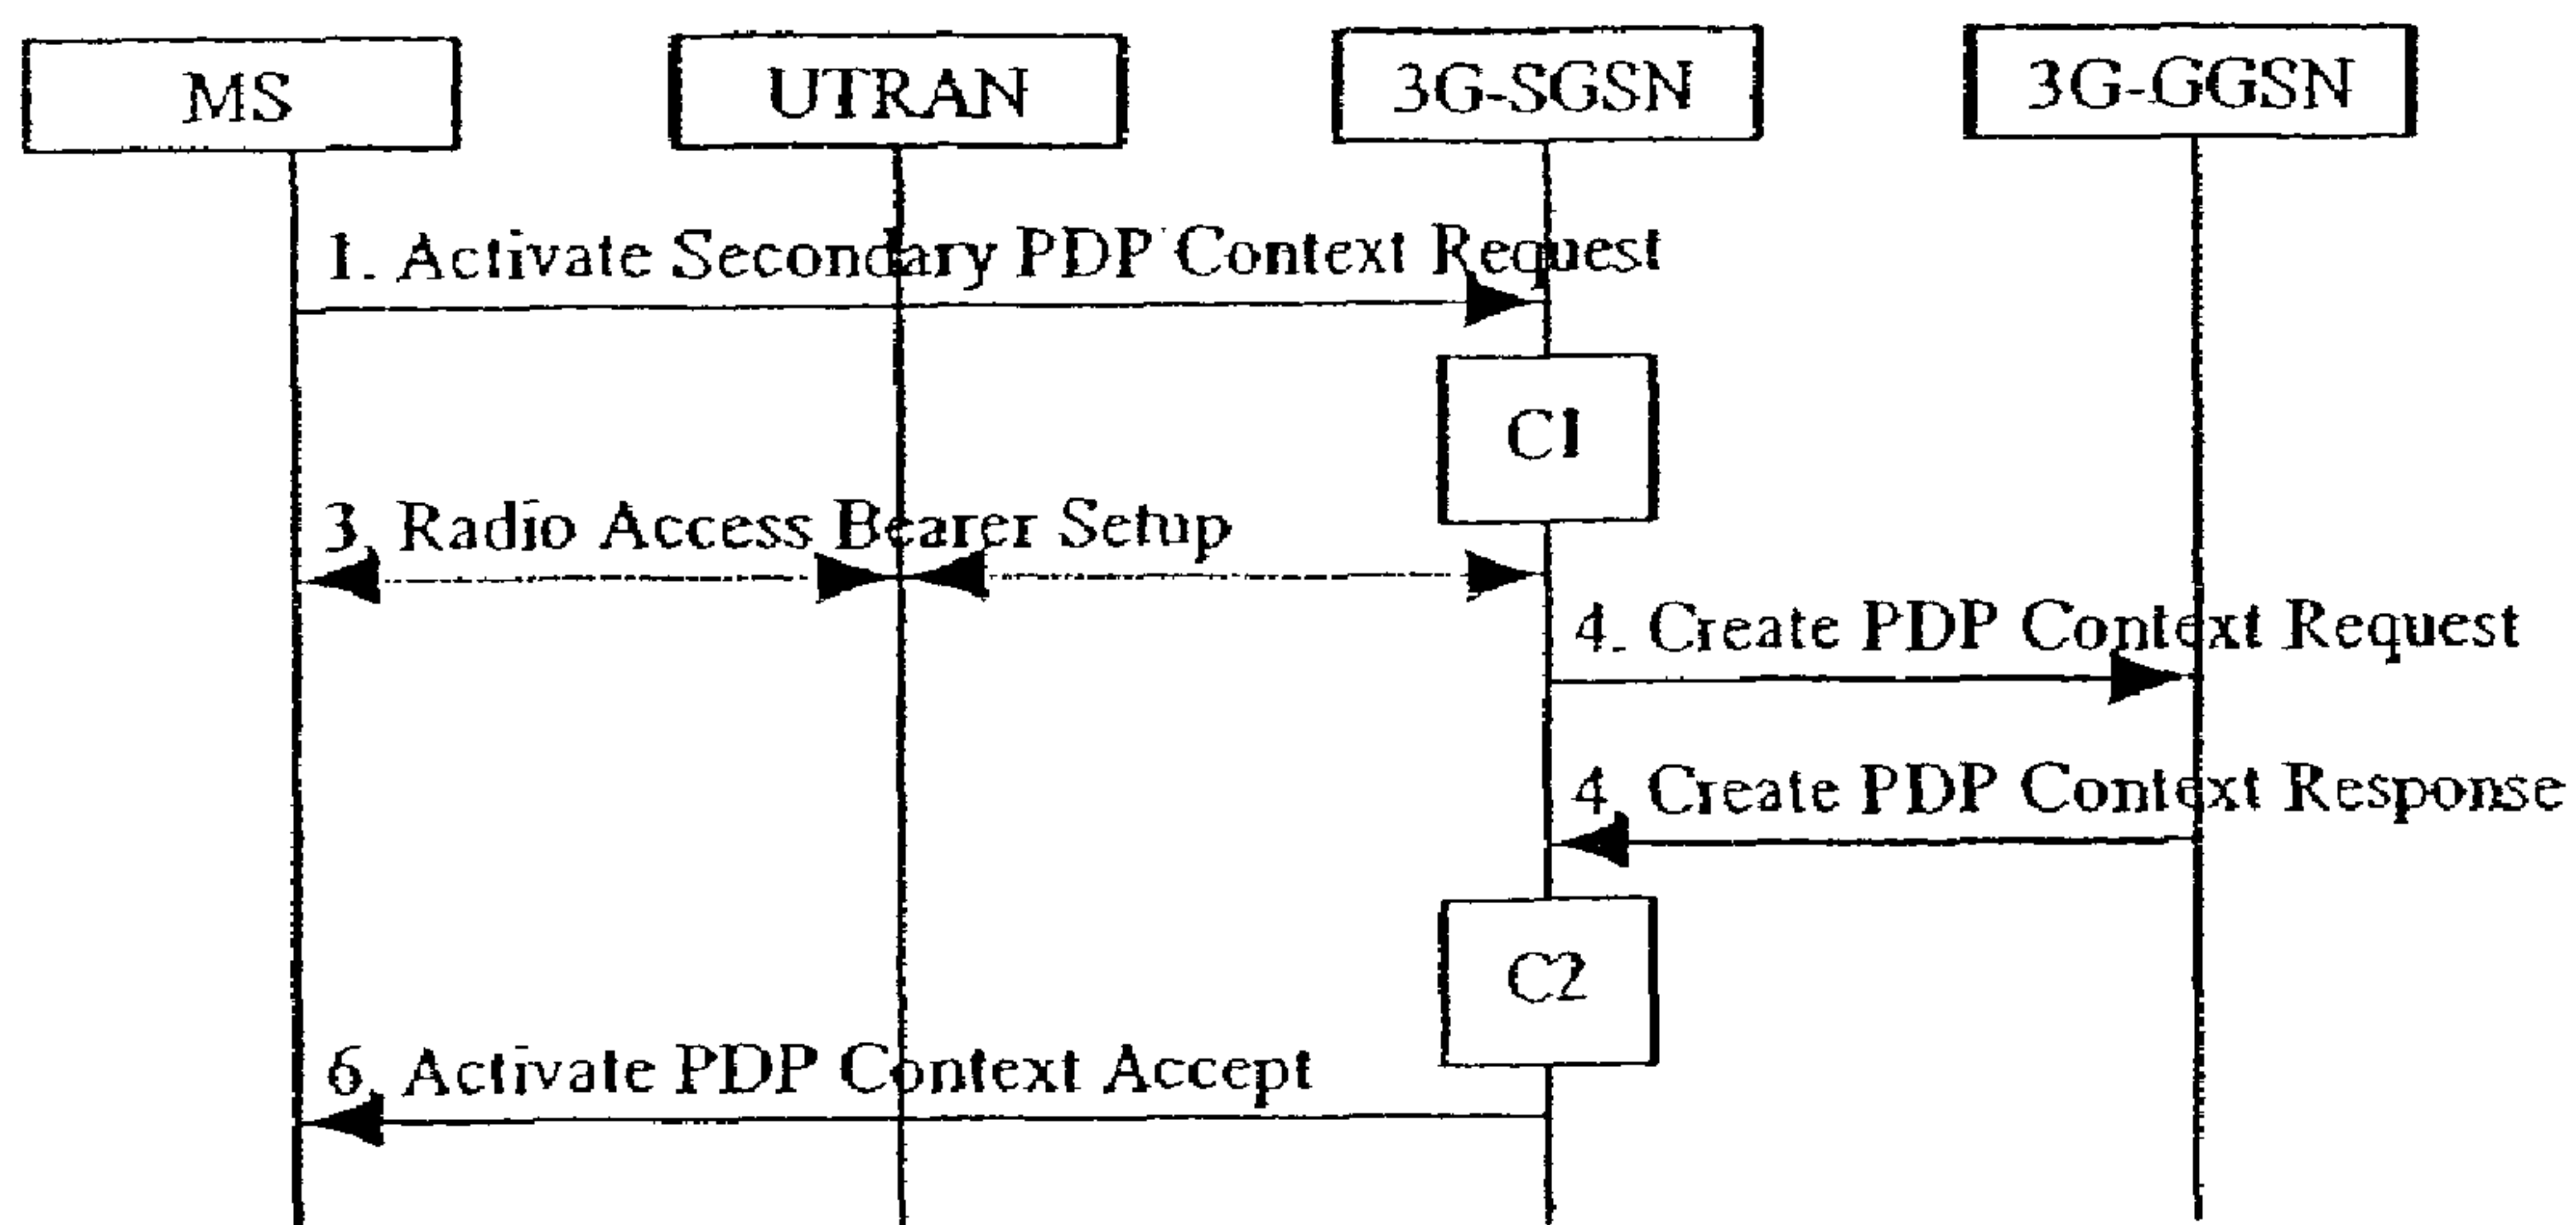 MS
UTRAN
3G-SGSN
3G-GGSN
1. Activate Secondary PDP Context Request
C1
3. Radio Access Bearer Setup
4. Create PDP Context Request
4. Create PDP Context Response
C2
6. Activate PDP Context Accept